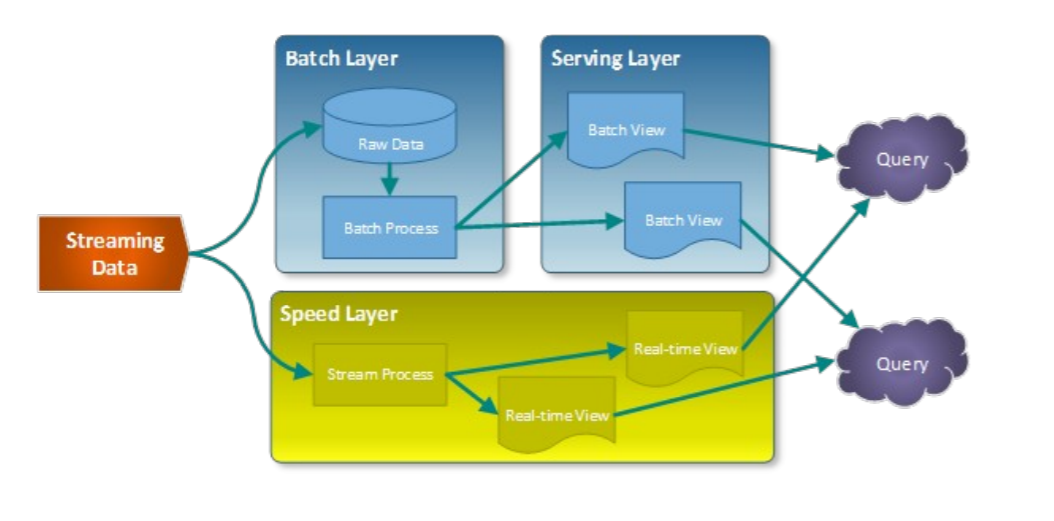 Batch Layer
Raw Data
Batch Process
Serving Layer
Batch View
Batch View
Query
Streaming
Data
Speed Layer
Stream Process
Real-time View
Real-time View
Query